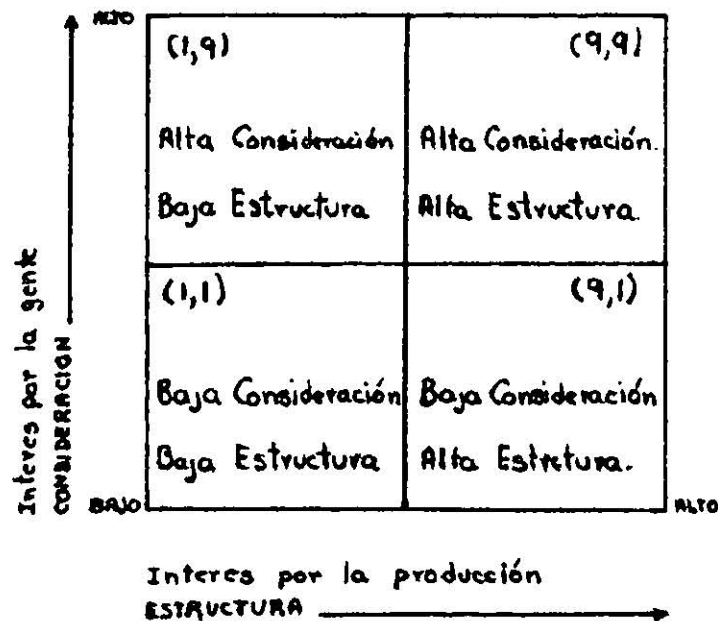 ALTO
(1,9)
(9,9)
Alta Consideración
Baja Estructura
Alta Consideración.
Alta Estructura.
(1,1)
(9,1)
Baja Consideración
Baja Estructura
Baja Consideración
Alta Estretura.
BAJO
ALTO
Interes por la gente
CONSIDERACION
Interes por la producción
ESTRUCTURA